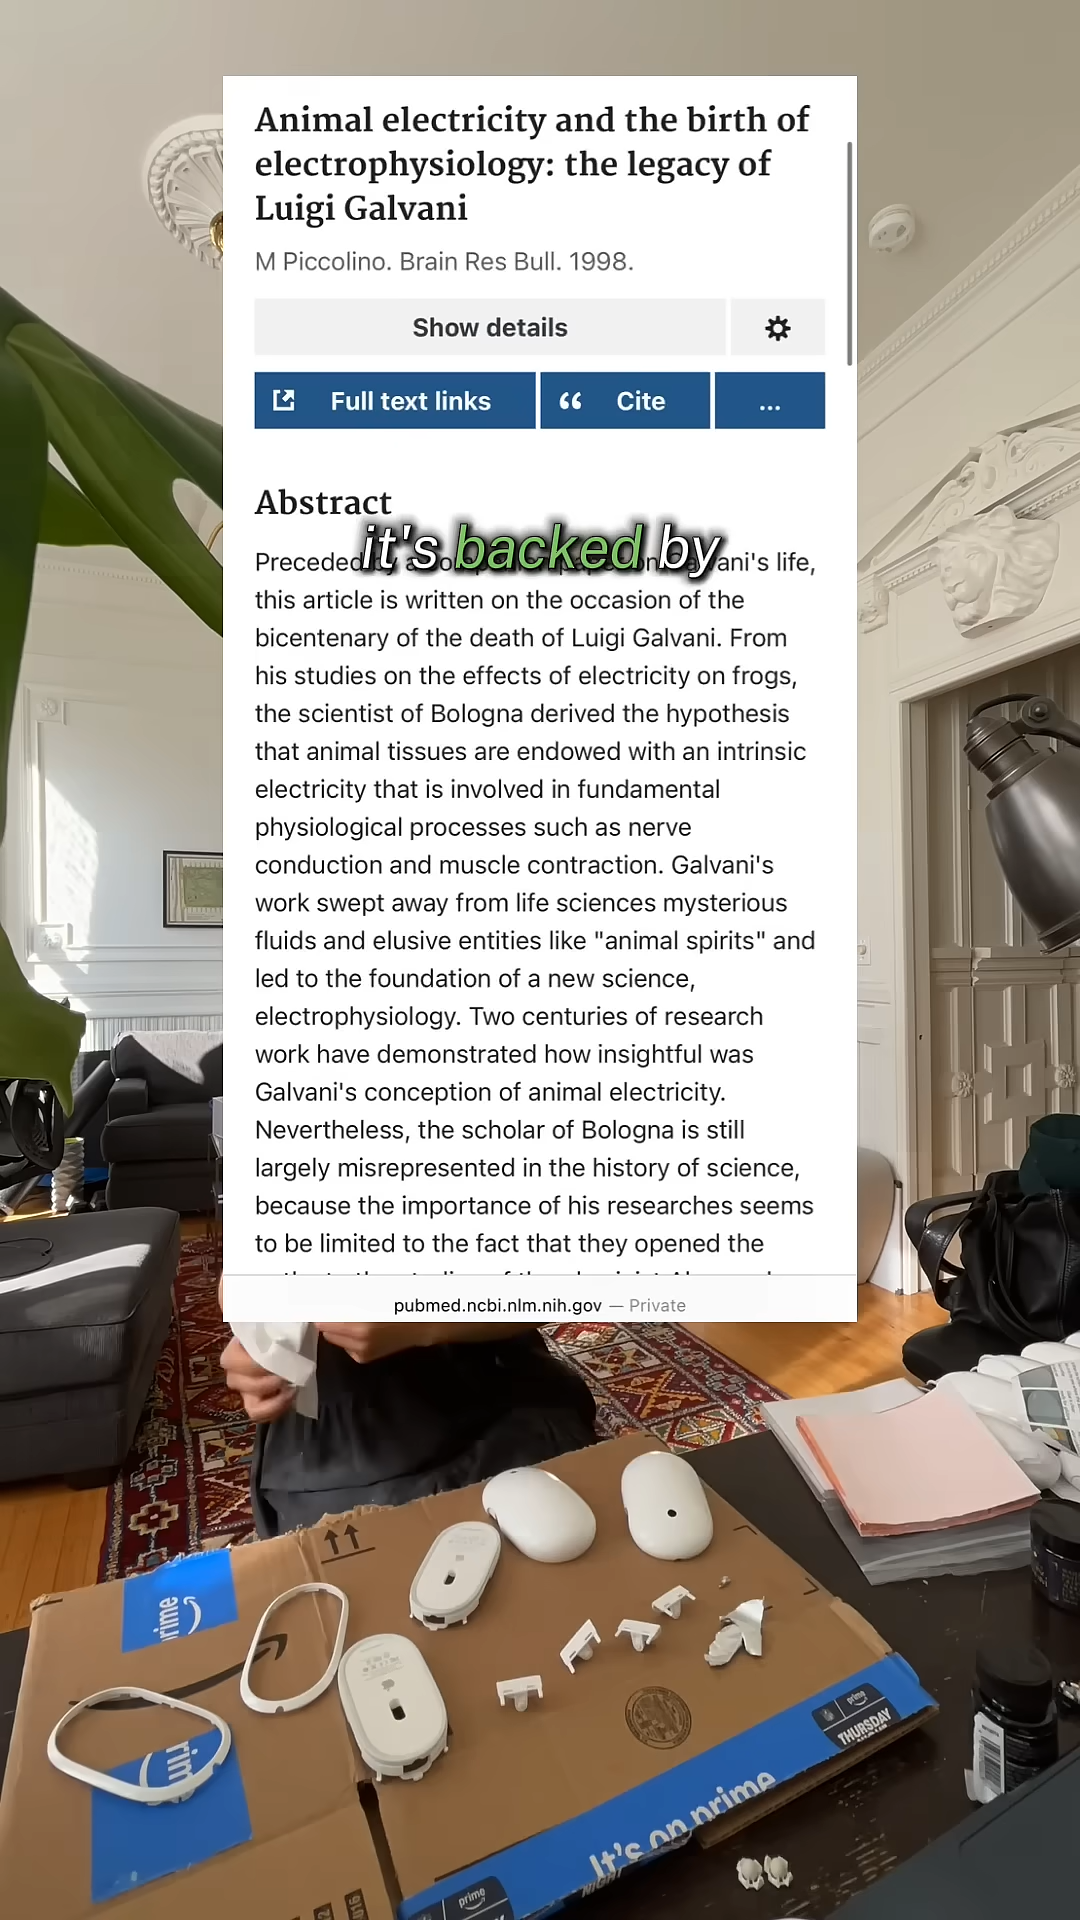 Animal electricity and the birth of
electrophysiology: the legacy of
Luigi Galvani
M Piccolino. Brain Res Bull. 1998.
Show details
Full text links
Cite
...
Abstract
it's backed by
Preceded ani's life,
this article is written on the occasion of the
bicentenary of the death of Luigi Galvani. From
his studies on the effects of electricity on frogs,
the scientist of Bologna derived the hypothesis
that animal tissues are endowed with an intrinsic
electricity that is involved in fundamental
physiological processes such as nerve
conduction and muscle contraction. Galvani's
work swept away from life sciences mysterious
fluids and elusive entities like "animal spirits" and
led to the foundation of a new science,
electrophysiology. Two centuries of research
work have demonstrated how insightful was
Galvani's conception of animal electricity.
Nevertheless, the scholar of Bologna is still
largely misrepresented in the history of science,
because the importance of his researches seems
to be limited to the fact that they opened the
pubmed.ncbi.nlm.nih.gov — Private
prime
prime
THURSDAY
NIGHT
It's on prime
prime